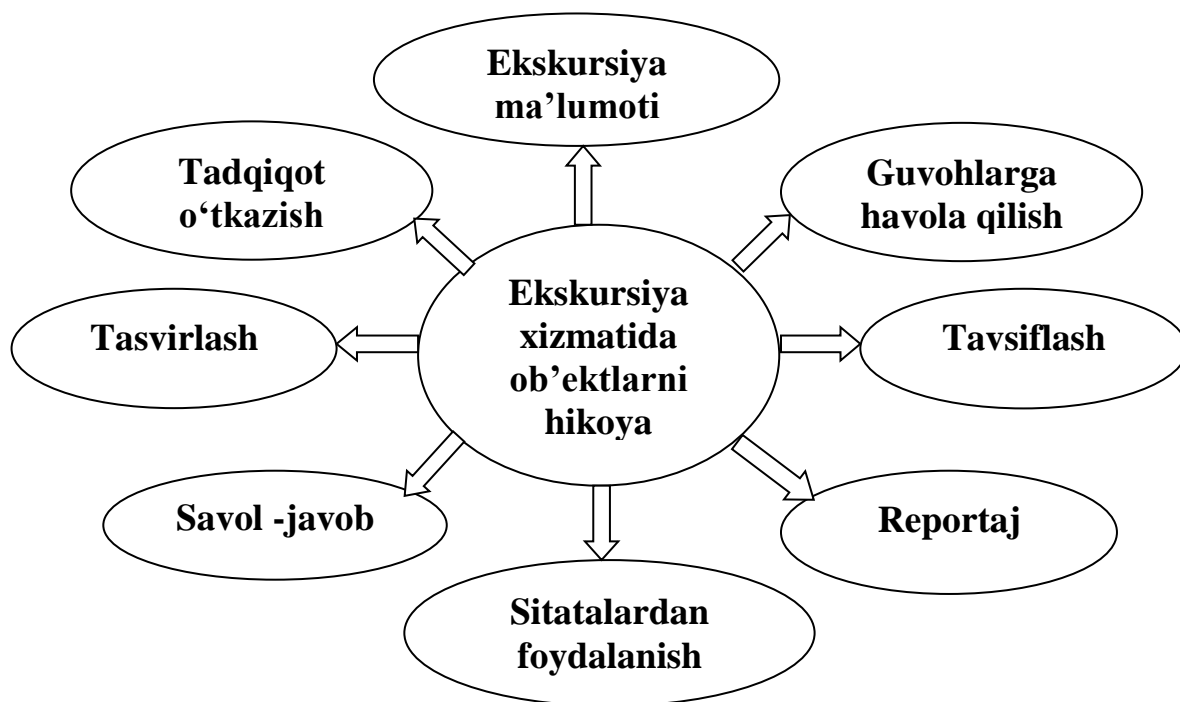 Ekskursiya
ma’lumoti
Tadqiqot
o‘tkazish
Guvohlarga
havola qilish
Ekskursiya
xizmatida
ob’ektlarni
hikoya
Tasvirlash
Tavsiflash
Savol -javob
Reportaj
Sitatalardan
foydalanish